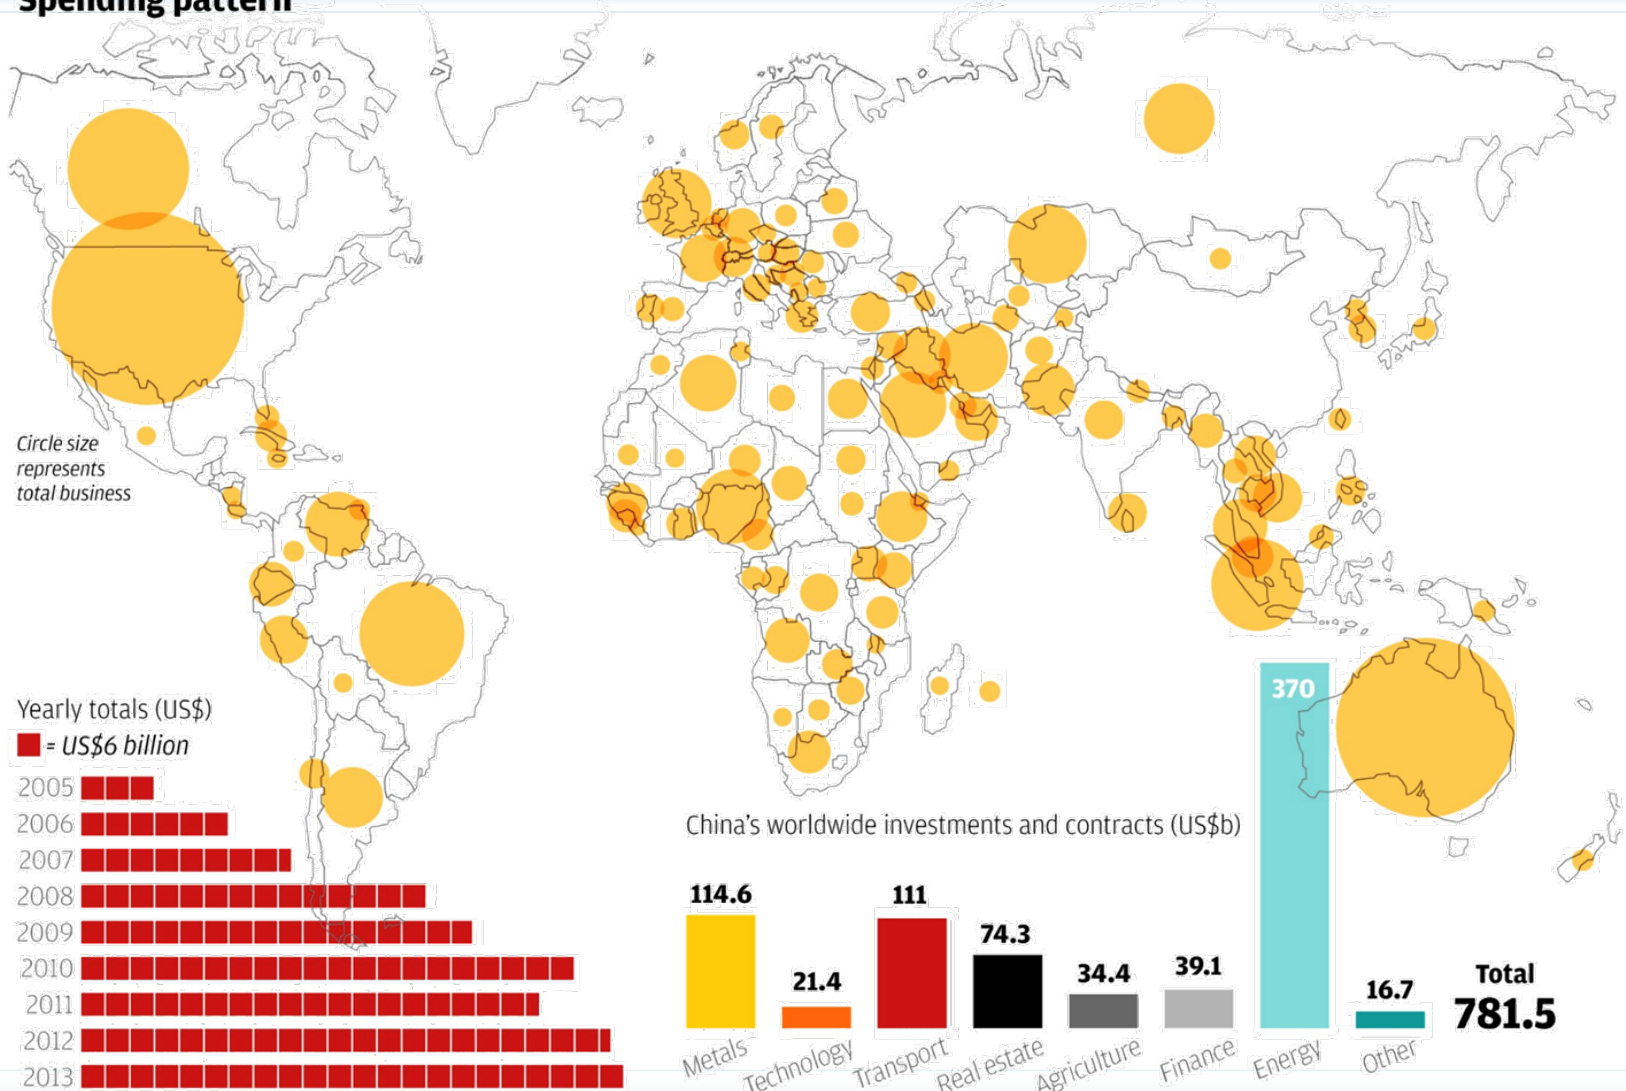 Spending pattern
Circle size
represents
total business
Yearly totals (US$)
= US$6 billion
2005
2006
2007
2008
2009
2010
2011
2012
2013
China's worldwide investments and contracts (US$b)
114.6
21.4
111
74.3
34.4
39.1
370
16.7
Metals
Technology
Transport
Real estate
Agriculture
Finance
Energy
Other
Total
781.5